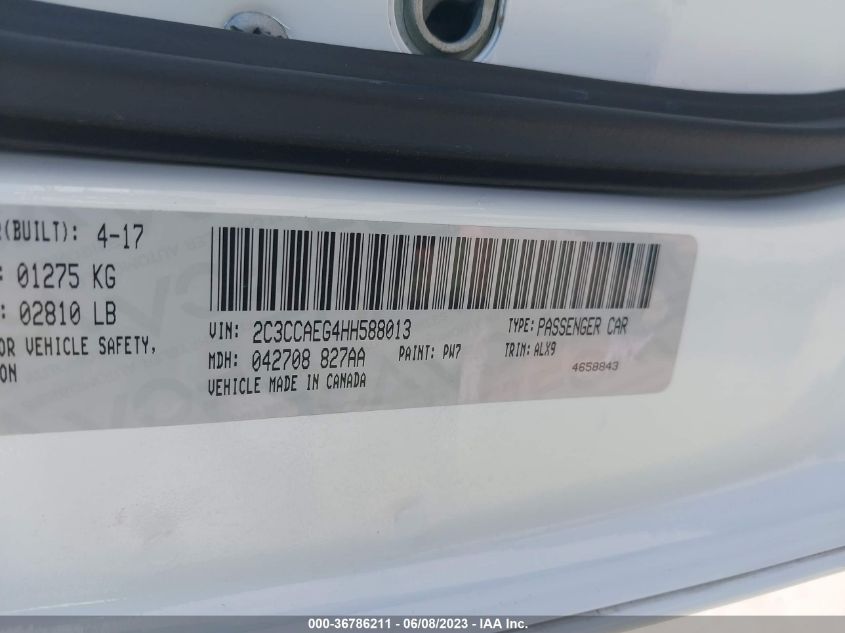 (BUILT): 4-17
: 01275 KG
: 02810 LB
OR VEHICLE SAFETY,
ON
VIN: 2C3CCAEG4HH588013
TYPE: PASSENGER CAR
MDH: 042708 827AA
PAINT: PW7
TRIM: ALX9
VEHICLE MADE IN CANADA
4658843
000-36786211 - 06/08/2023 - IAA Inc.